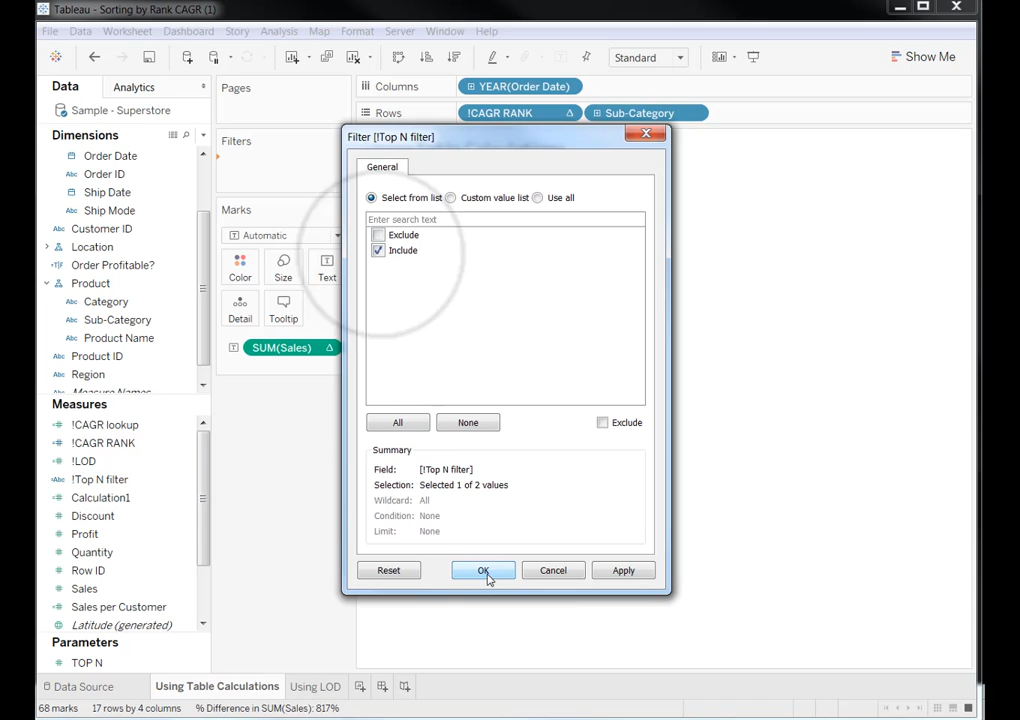 Tableau - Sorting by Rank CAGR (1)
File Data Worksheet Dashboard Story Analysis Map Format Server Window Help
Standard
Show Me
Data Analytics
Sample - Superstore
Dimensions
Order Date
Order ID
Ship Date
Ship Mode
Customer ID
Location
Order Profitable?
Product
Category
Sub-Category
Product Name
Product ID
Region
Measure Names
Measures
!CAGR lookup
!CAGR RANK
!LOD
!Top N filter
Calculation1
Discount
Profit
Quantity
Row ID
Sales
Sales per Customer
Latitude (generated)
Parameters
TOP N
Pages
Filters
Marks
Automatic
Color Size Text
Detail Tooltip
SUM(Sales)
Columns YEAR(Order Date)
Rows !CAGR RANK Sub-Category
Filter [!Top N filter]
General
Select from list Custom value list Use all
Enter search text
Exclude
Include
All None Exclude
Summary
Field: [!Top N filter]
Selection: Selected 1 of 2 values
Wildcard: All
Condition: None
Limit: None
Reset OK Cancel Apply
Data Source Using Table Calculations Using LOD
68 marks 17 rows by 4 columns % Difference in SUM(Sales): 817%